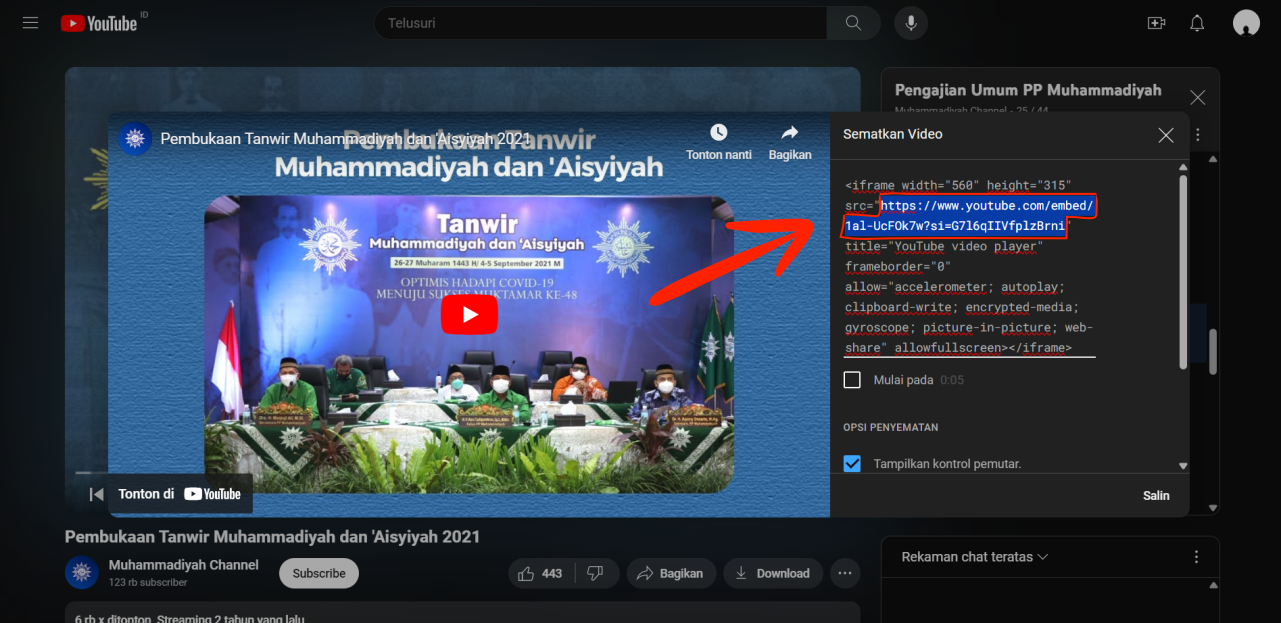 YouTube ID
Telusuri
Pengajian Umum PP Muhammadiyah
Muhammadiyah Channel - 25 / 44
Pembukaan Tanwir Muhammadiyah dan 'Aisyiyah 2021
Tonton nanti
Bagikan
Pembukaan Tanwir
Muhammadiyah dan 'Aisyiyah
Tanwir
Muhammadiyah dan 'Aisyiyah
26-27 Muharam 1443 H/ 4-5 September 2021 M
OPTIMIS HADAPI COVID-19
MENUJU SUKSES MUKTAMAR KE-48
Tonton di YouTube
Sematkan Video
<iframe width="560" height="315"
src="https://www.youtube.com/embed/
1al-UcFOk7w?si=G7l6qIIVfplzBrni"
title="YouTube video player"
frameborder="0"
allow="accelerometer; autoplay;
clipboard-write; encrypted-media;
gyroscope; picture-in-picture; web-
share" allowfullscreen></iframe>
Mulai pada 0:05
OPSI PENYEMATAN
Tampilkan kontrol pemutar.
Salin
Pembukaan Tanwir Muhammadiyah dan 'Aisyiyah 2021
Muhammadiyah Channel
123 rb subscriber
Subscribe
443
Bagikan
Download
Rekaman chat teratas
6 rb x ditonton Streaming 2 tahun yang lalu